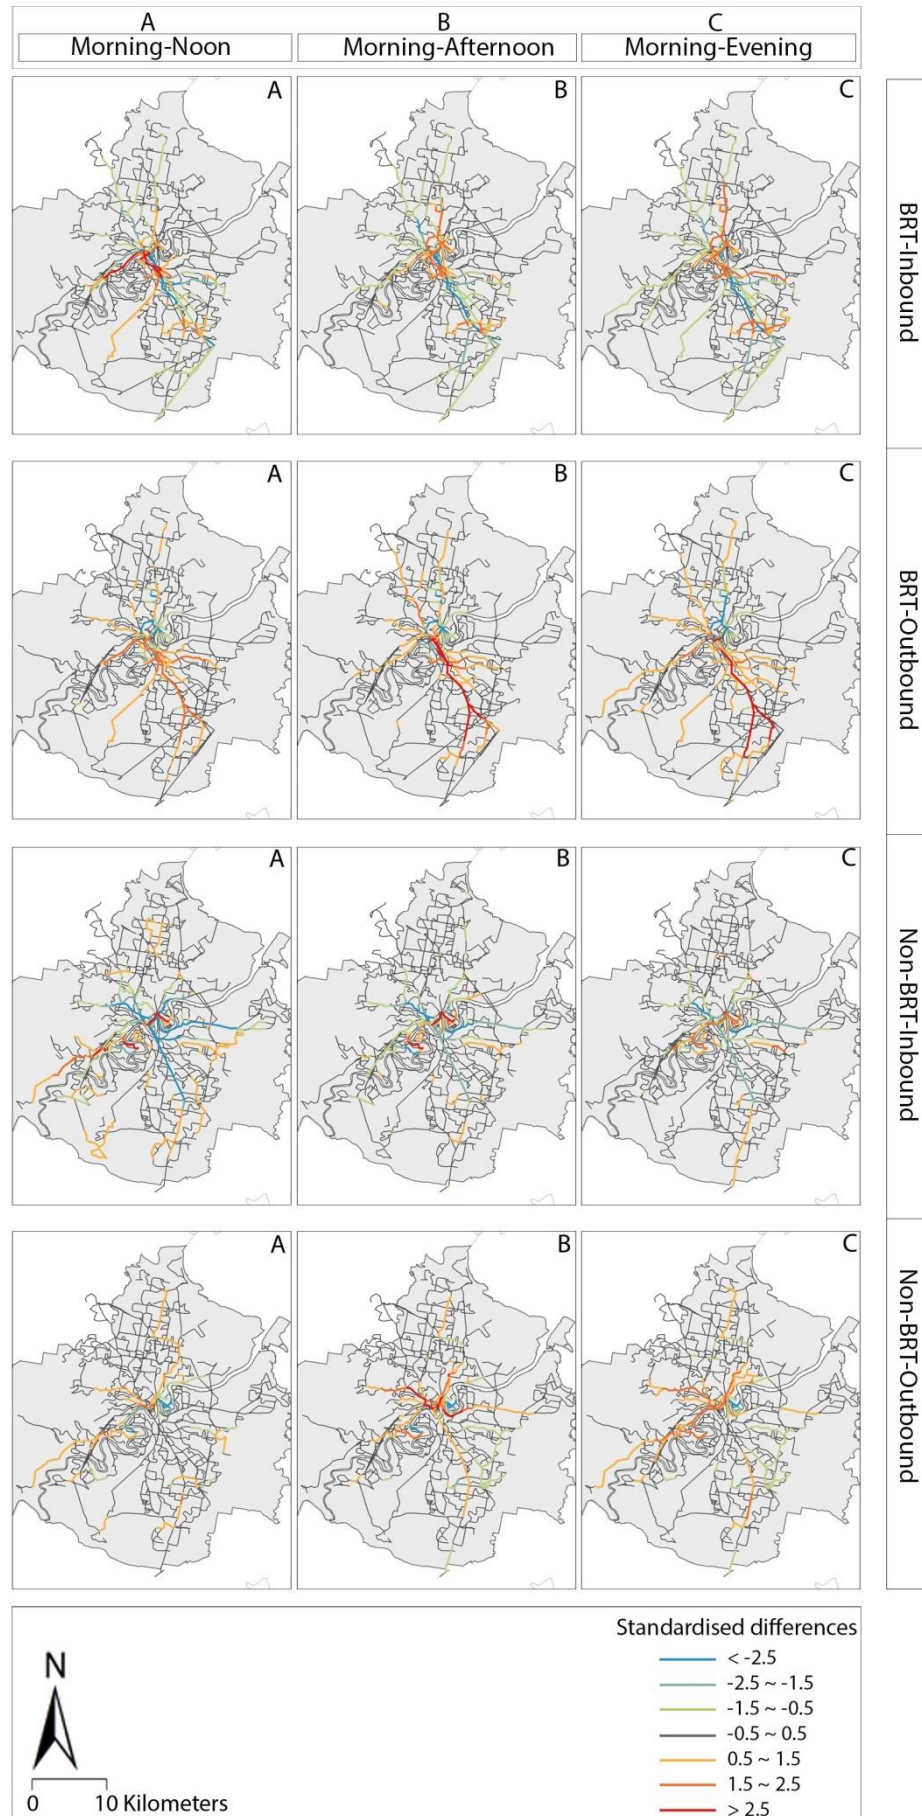 A
B
C
Morning-Noon
Morning-Afternoon
Morning-Evening
A
B
C
BRT-Inbound
A
B
C
BRT-Outbound
A
B
C
Non-BRT-Inbound
A
B
C
Non-BRT-Outbound
Standardised differences
< -2.5
-2.5 ~ -1.5
-1.5 ~ -0.5
-0.5 ~ 0.5
0.5 ~ 1.5
1.5 ~ 2.5
> 2.5
N
0 10 Kilometers